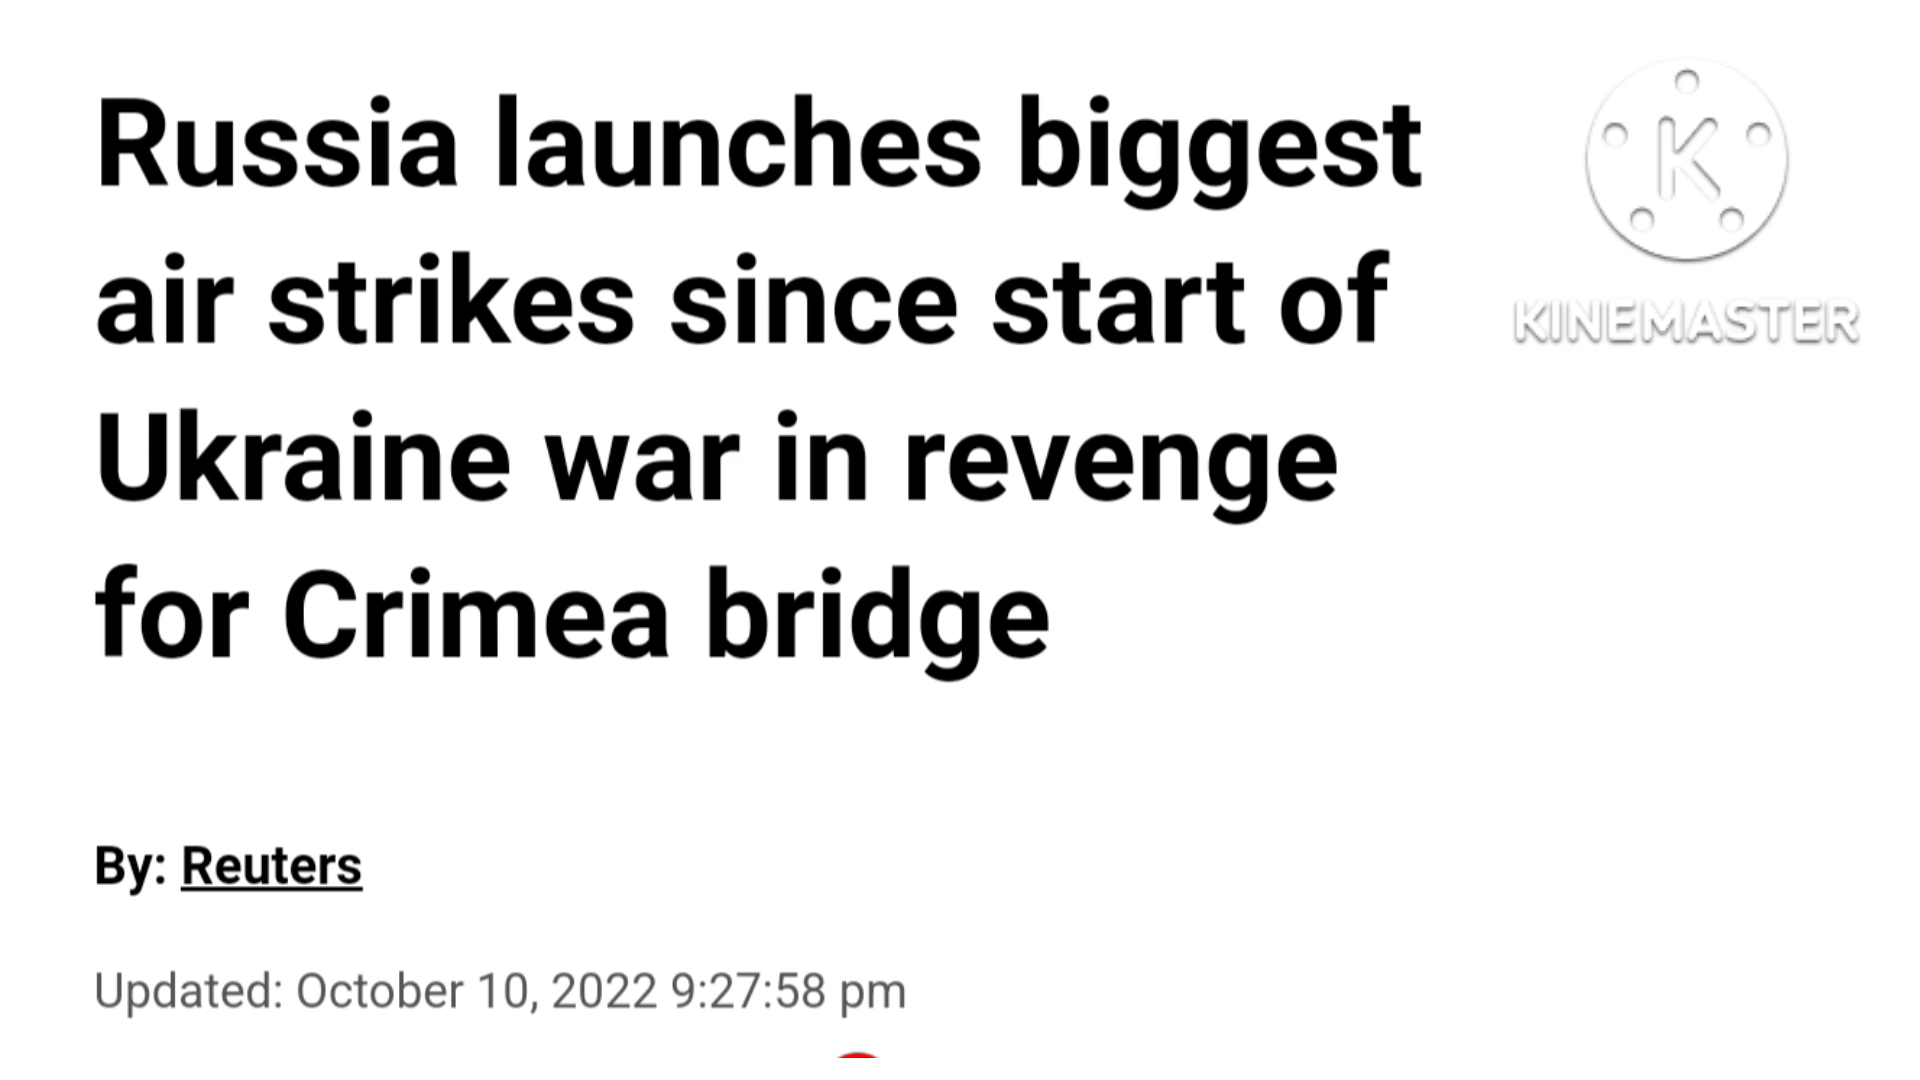 Russia launches biggest
air strikes since start of
Ukraine war in revenge
for Crimea bridge
K
KINEMASTER
By: Reuters
Updated: October 10, 2022 9:27:58 pm